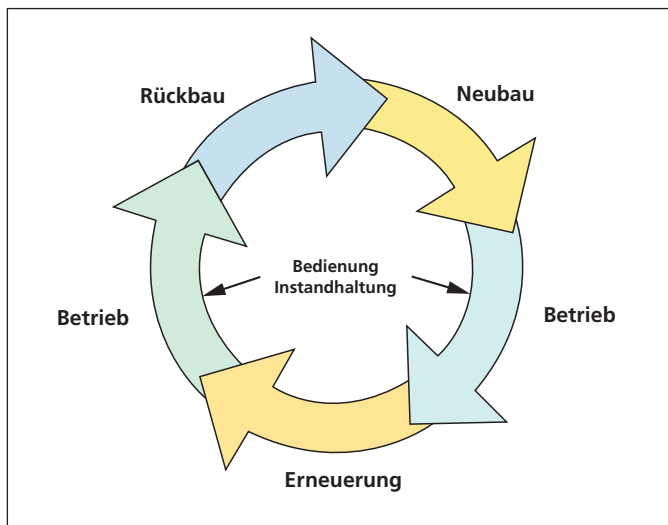 Rückbau
Neubau
Bedienung
Instandhaltung
Betrieb
Betrieb
Erneuerung